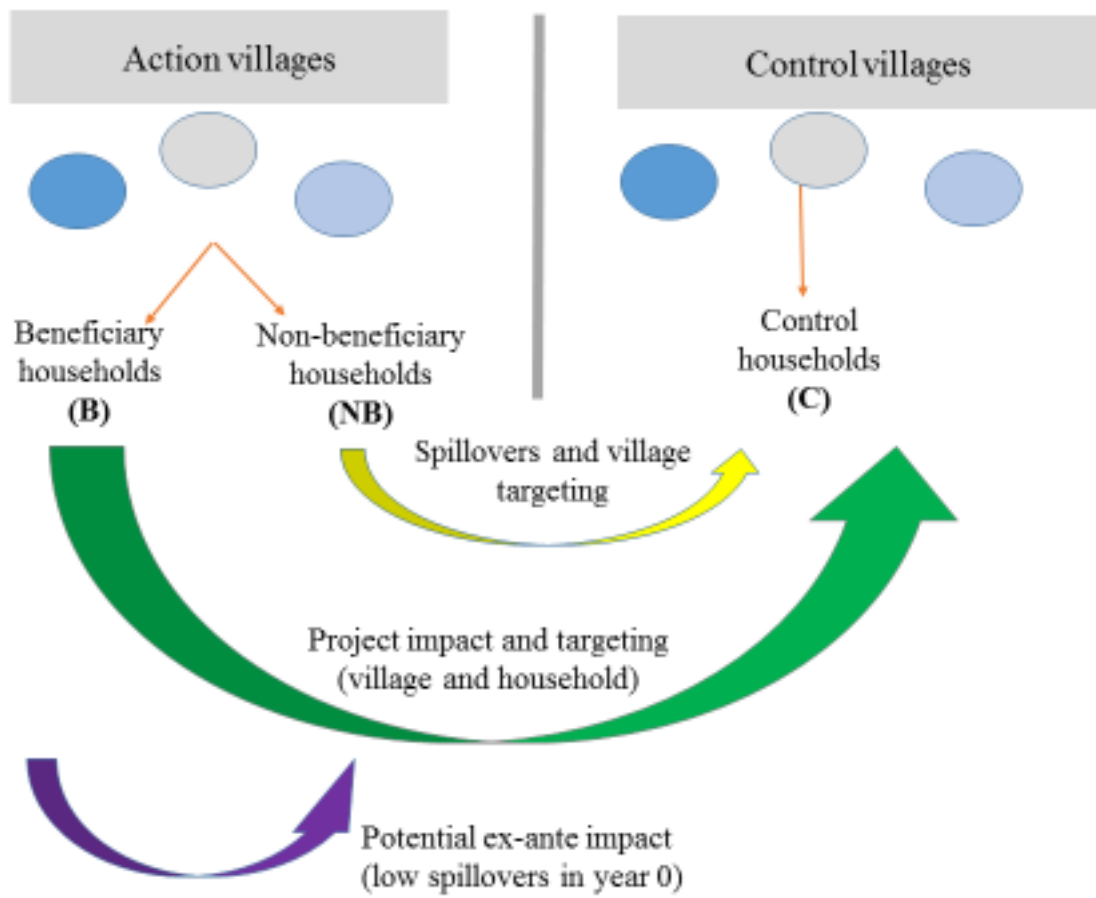 Action villages
Control villages
Beneficiary
households
(B)
Non-beneficiary
households
(NB)
Control
households
(C)
Spillovers and village
targeting
Project impact and targeting
(village and household)
Potential ex-ante impact
(low spillovers in year 0)